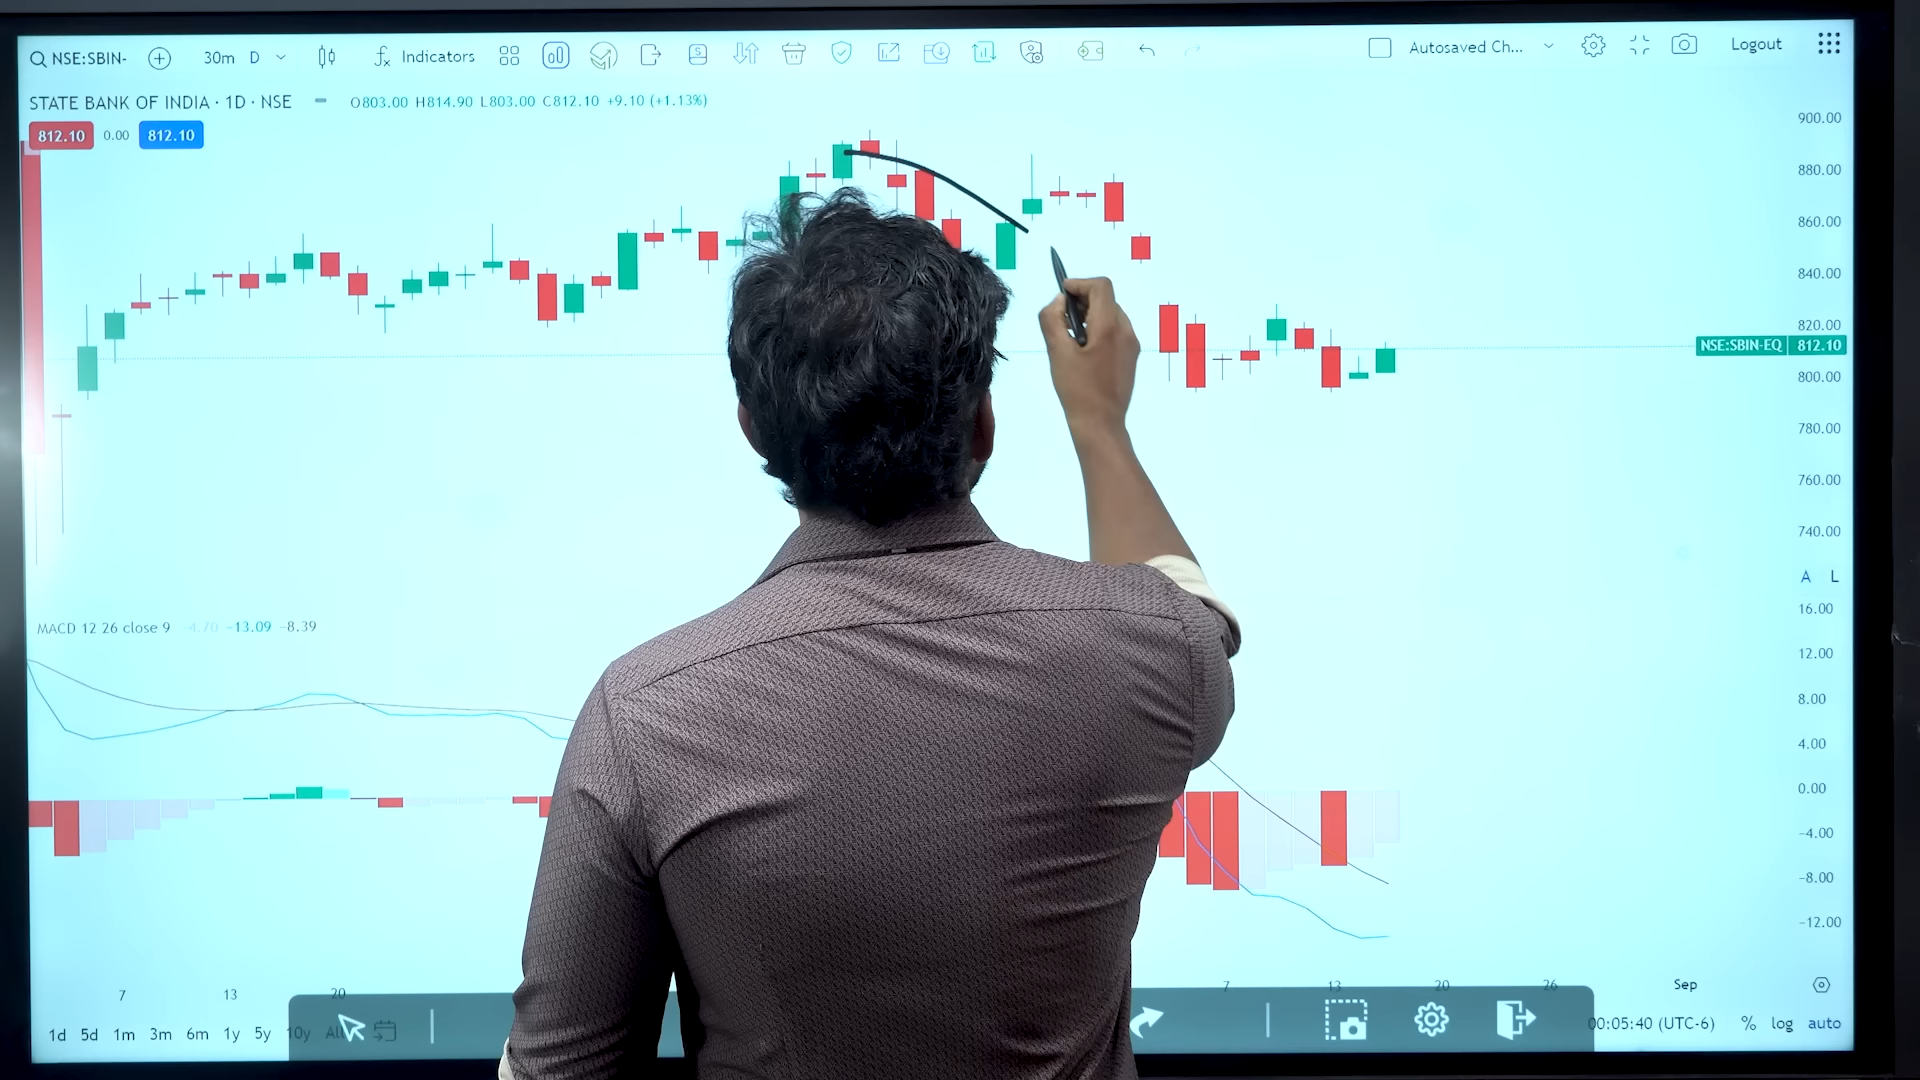 NSE:SBIN- 30m D Indicators S Autosaved Ch... Logout
STATE BANK OF INDIA · 1D · NSE O803.00 H814.90 L803.00 C812.10 +9.10 (+1.13%)
812.10 0.00 812.10
900.00
880.00
860.00
840.00
820.00
NSE:SBIN-EQ 812.10
800.00
780.00
760.00
740.00
A L
16.00
MACD 12 26 close 9 -4.70 -13.09 -8.39
12.00
8.00
4.00
0.00
-4.00
-8.00
-12.00
7 13 20 7 13 20 26 Sep
1d 5d 1m 3m 6m 1y 5y 10y All 00:05:40 (UTC-6) % log auto